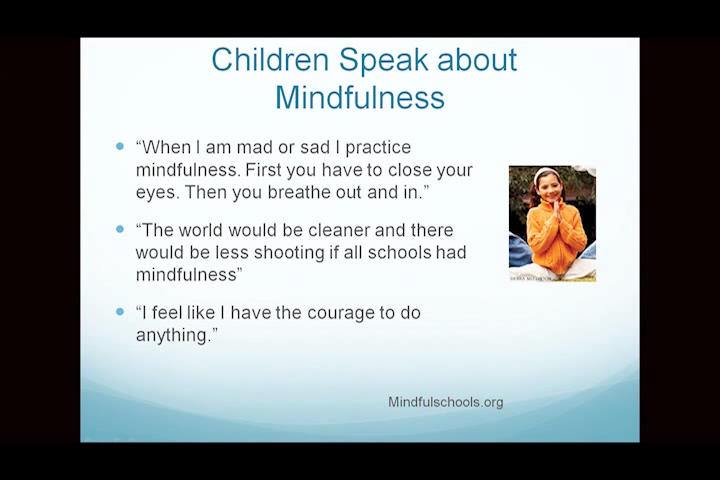 Children Speak about
Mindfulness
“When I am mad or sad I practice
mindfulness. First you have to close your
eyes. Then you breathe out and in.”
“The world would be cleaner and there
would be less shooting if all schools had
mindfulness”
“I feel like I have the courage to do
anything.”
Mindfulschools.org